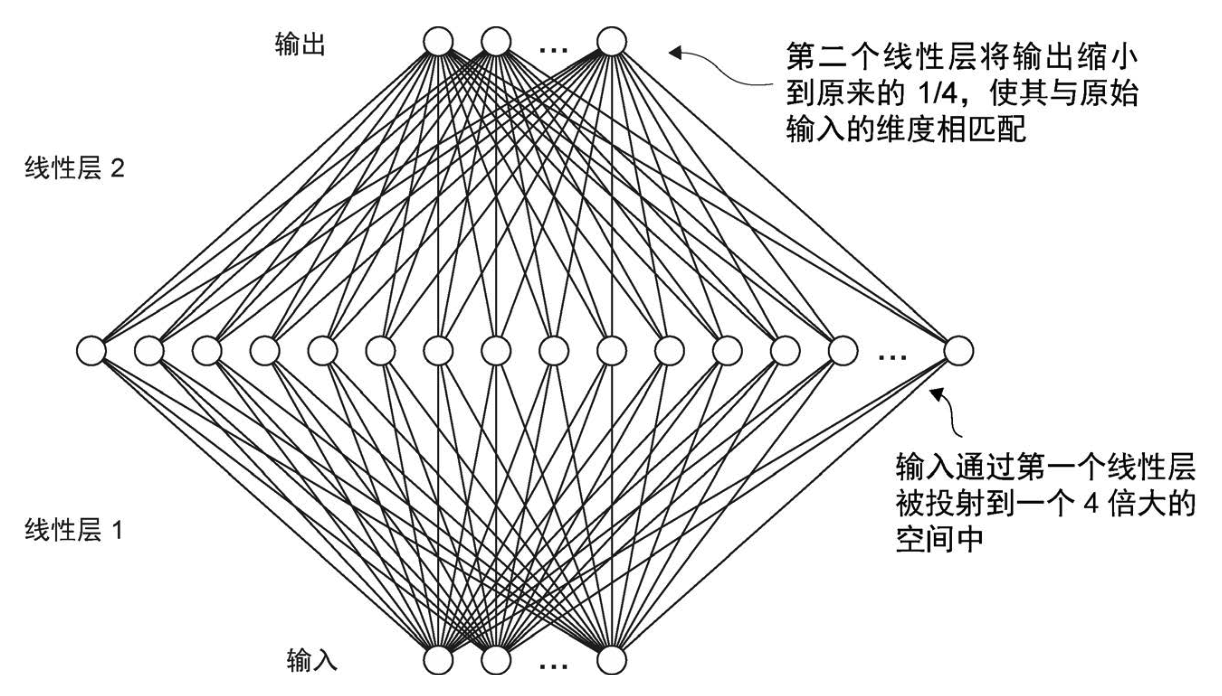 输出
第二个线性层将输出缩小
到原来的 1/4，使其与原始
输入的维度相匹配
线性层 2
...
...
输入通过第一个线性层
被投射到一个 4 倍大的
空间中
线性层 1
输入
...